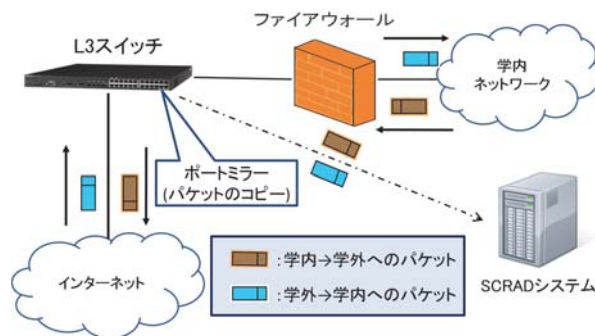 ファイアウォール
L3スイッチ
学内
ネットワーク
ポートミラー
(パケットのコピー)
インターネット
:学内→学外へのパケット
:学外→学内へのパケット
SCRADシステム